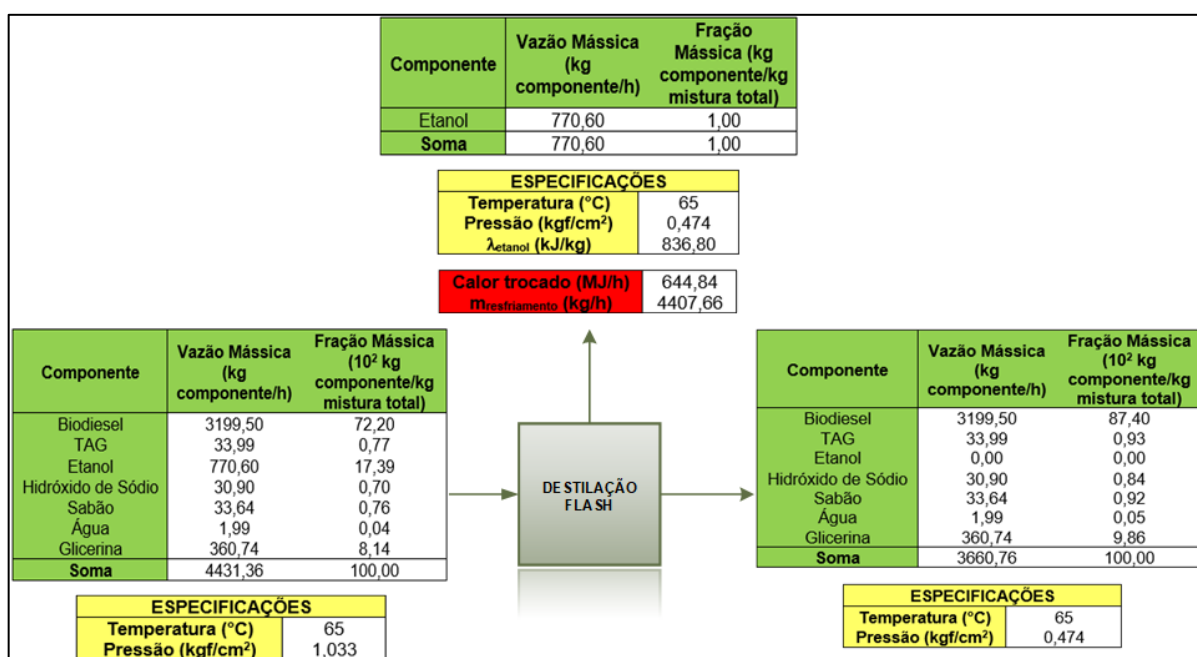 Componente | Vazão Mássica (kg componente/h) | Fração Mássica (kg componente/kg mistura total)
Etanol | 770,60 | 1,00
Soma | 770,60 | 1,00
ESPECIFICAÇÕES
Temperatura (°C) | 65
Pressão (kgf/cm²) | 0,474
λetanol (kJ/kg) | 836,80
Calor trocado (MJ/h) | 644,84
mresfriamento (kg/h) | 4407,66
Componente | Vazão Mássica (kg componente/h) | Fração Mássica (10² kg componente/kg mistura total)
Biodiesel | 3199,50 | 72,20
TAG | 33,99 | 0,77
Etanol | 770,60 | 17,39
Hidróxido de Sódio | 30,90 | 0,70
Sabão | 33,64 | 0,76
Água | 1,99 | 0,04
Glicerina | 360,74 | 8,14
Soma | 4431,36 | 100,00
ESPECIFICAÇÕES
Temperatura (°C) | 65
Pressão (kgf/cm²) | 1,033
DESTILAÇÃO
FLASH
Componente | Vazão Mássica (kg componente/h) | Fração Mássica (10² kg componente/kg mistura total)
Biodiesel | 3199,50 | 87,40
TAG | 33,99 | 0,93
Etanol | 0,00 | 0,00
Hidróxido de Sódio | 30,90 | 0,84
Sabão | 33,64 | 0,92
Água | 1,99 | 0,05
Glicerina | 360,74 | 9,86
Soma | 3660,76 | 100,00
ESPECIFICAÇÕES
Temperatura (°C) | 65
Pressão (kgf/cm²) | 0,474